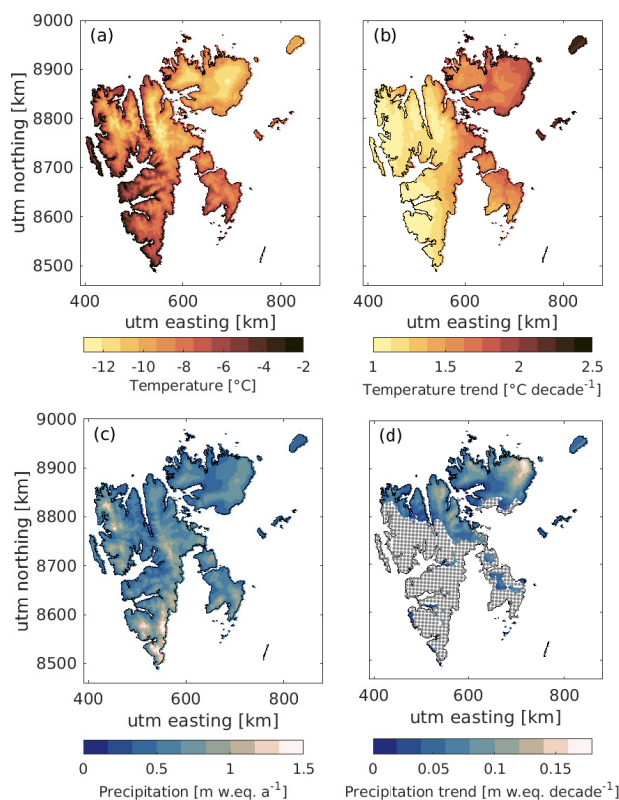 (a)
(b)
9000
8900
8800
8700
8600
8500
utm northing [km]
400 600 800
400 600 800
utm easting [km]
utm easting [km]
-12 -10 -8 -6 -4 -2
1 1.5 2 2.5
Temperature [°C]
Temperature trend [°C decade⁻¹]
(c)
(d)
9000
8900
8800
8700
8600
8500
utm northing [km]
400 600 800
400 600 800
utm easting [km]
utm easting [km]
0 0.5 1 1.5
0 0.05 0.1 0.15
Precipitation [m w.eq. a⁻¹]
Precipitation trend [m w.eq. decade⁻¹]